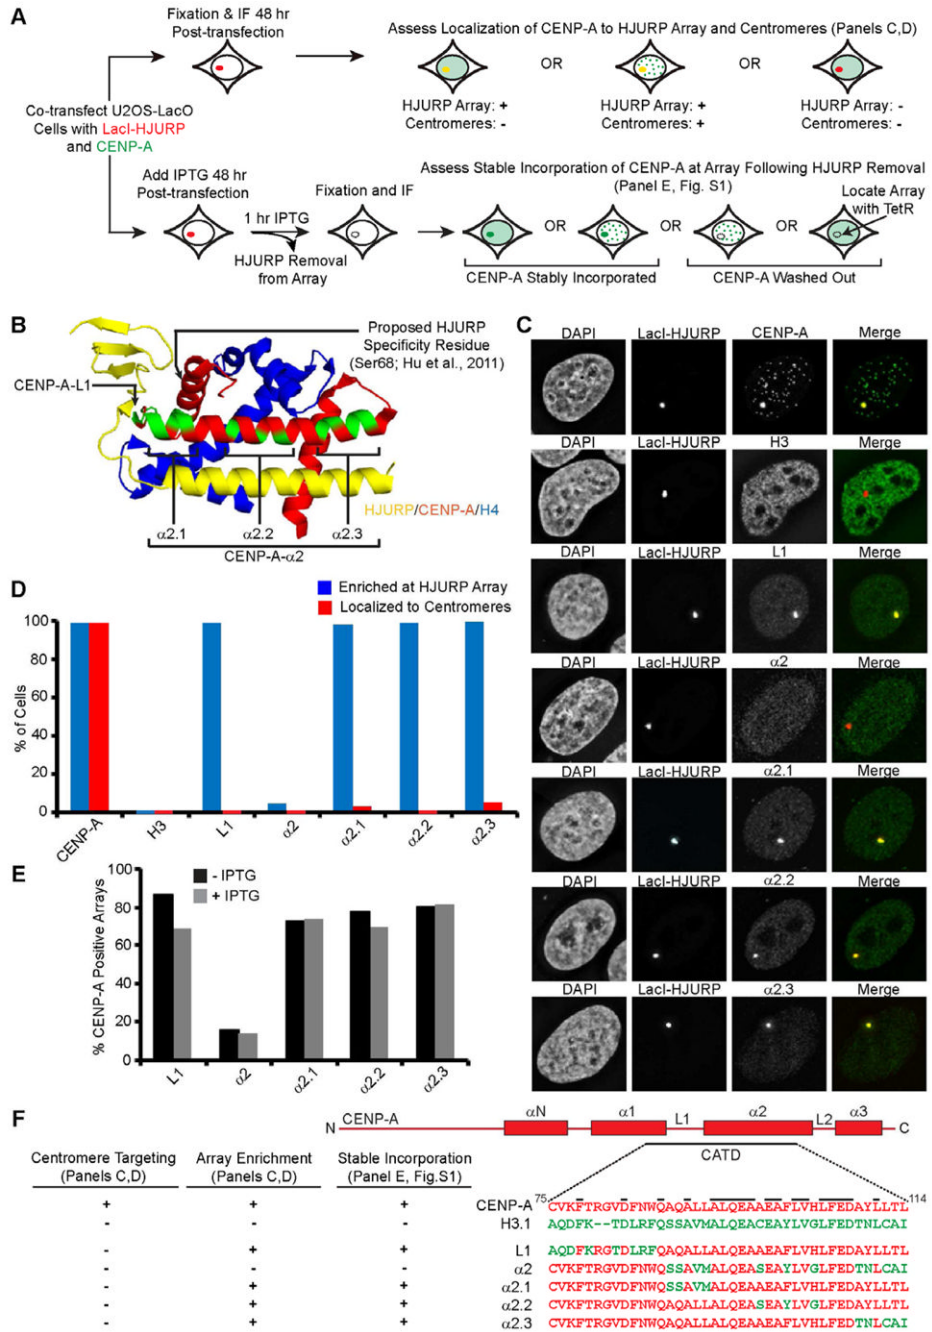 A
Fixation & IF 48 hr
Post-transfection
Assess Localization of CENP-A to HJURP Array and Centromeres (Panels C,D)
OR
OR
HJURP Array: +
Centromeres: -
HJURP Array: +
Centromeres: +
HJURP Array: -
Centromeres: -
Co-transfect U2OS-LacO
Cells with LacI-HJURP
and CENP-A
Add IPTG 48 hr
Post-transfection
1 hr IPTG
HJURP Removal
from Array
Fixation and IF
Assess Stable Incorporation of CENP-A at Array Following HJURP Removal
(Panel E, Fig. S1)
Locate Array
with TetR
OR
OR
OR
CENP-A Stably Incorporated
CENP-A Washed Out
B
Proposed HJURP
Specificity Residue
(Ser68; Hu et al., 2011)
CENP-A-L1
HJURP/CENP-A/H4
α2.1
α2.2
α2.3
CENP-A-α2
C
DAPI LacI-HJURP CENP-A Merge
DAPI LacI-HJURP H3 Merge
DAPI LacI-HJURP L1 Merge
DAPI LacI-HJURP α2 Merge
DAPI LacI-HJURP α2.1 Merge
DAPI LacI-HJURP α2.2 Merge
DAPI LacI-HJURP α2.3 Merge
D
Enriched at HJURP Array
Localized to Centromeres
% of Cells
100
80
60
40
20
0
CENP-A H3 L1 α2 α2.1 α2.2 α2.3
E
- IPTG
+ IPTG
% CENP-A Positive Arrays
100
80
60
40
20
0
L1 α2 α2.1 α2.2 α2.3
F
N CENP-A αN α1 L1 α2 L2 α3 C
CATD
Centromere Targeting
(Panels C,D)
Array Enrichment
(Panels C,D)
Stable Incorporation
(Panel E, Fig.S1)
75 114
+ + + CENP-A CVKFTRGVDFNWQAQALLALQEAAEAFLVHLFEDAYLLTL
- - - H3.1 AQDFK--TDLRFQSSAVMALQEACEAYLVGLFEDTNLCAI
- + + L1 AQDFKRGTDLRFQAQALLALQEAAEAFLVHLFEDAYLLTL
- - - α2 CVKFTRGVDFNWQSSAVMALQEASEAYLVGLFEDTNLCAI
- + + α2.1 CVKFTRGVDFNWQSSAVMALQEAAEAFLVHLFEDAYLLTL
- + + α2.2 CVKFTRGVDFNWQAQALLALQEASEAYLVGLFEDAYLLTL
- + + α2.3 CVKFTRGVDFNWQAQALLALQEAAEAFLVHLFEDTNLCAI